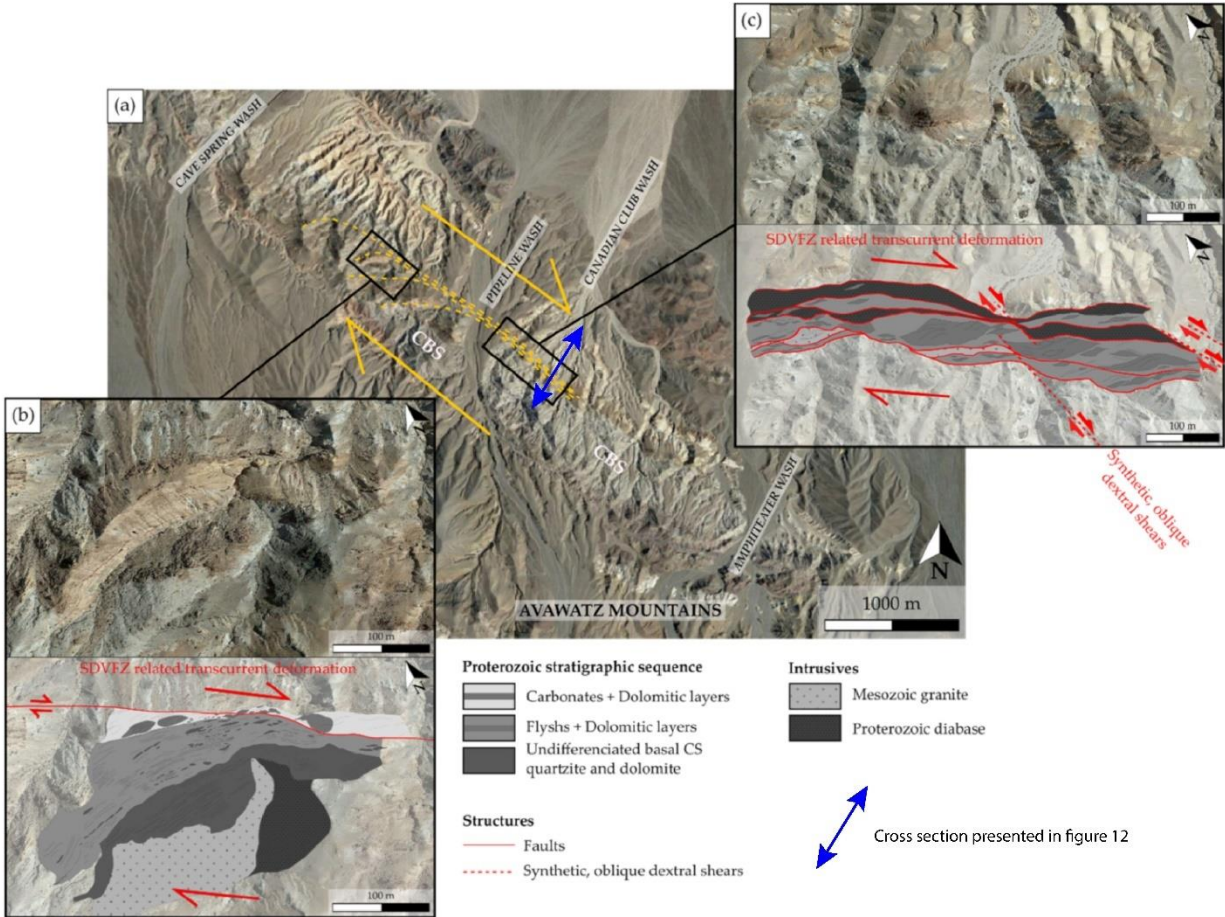 (a)
CAVE SPRING WASH
PIPELINE WASH
CANADIAN CLUB WASH
CBS
CBS
AMPHITEATER WASH
AVAWATZ MOUNTAINS
N
1000 m
(c)
N
100 m
SDVFZ related transcurrent deformation
N
100 m
Synthetic, oblique
dextral shears
(b)
N
100 m
SDVFZ related transcurrent deformation
N
100 m
Proterozoic stratigraphic sequence
Carbonates + Dolomitic layers
Flyshs + Dolomitic layers
Undifferenciated basal CS
quartzite and dolomite
Structures
Faults
Synthetic, oblique dextral shears
Intrusives
Mesozoic granite
Proterozoic diabase
Cross section presented in figure 12